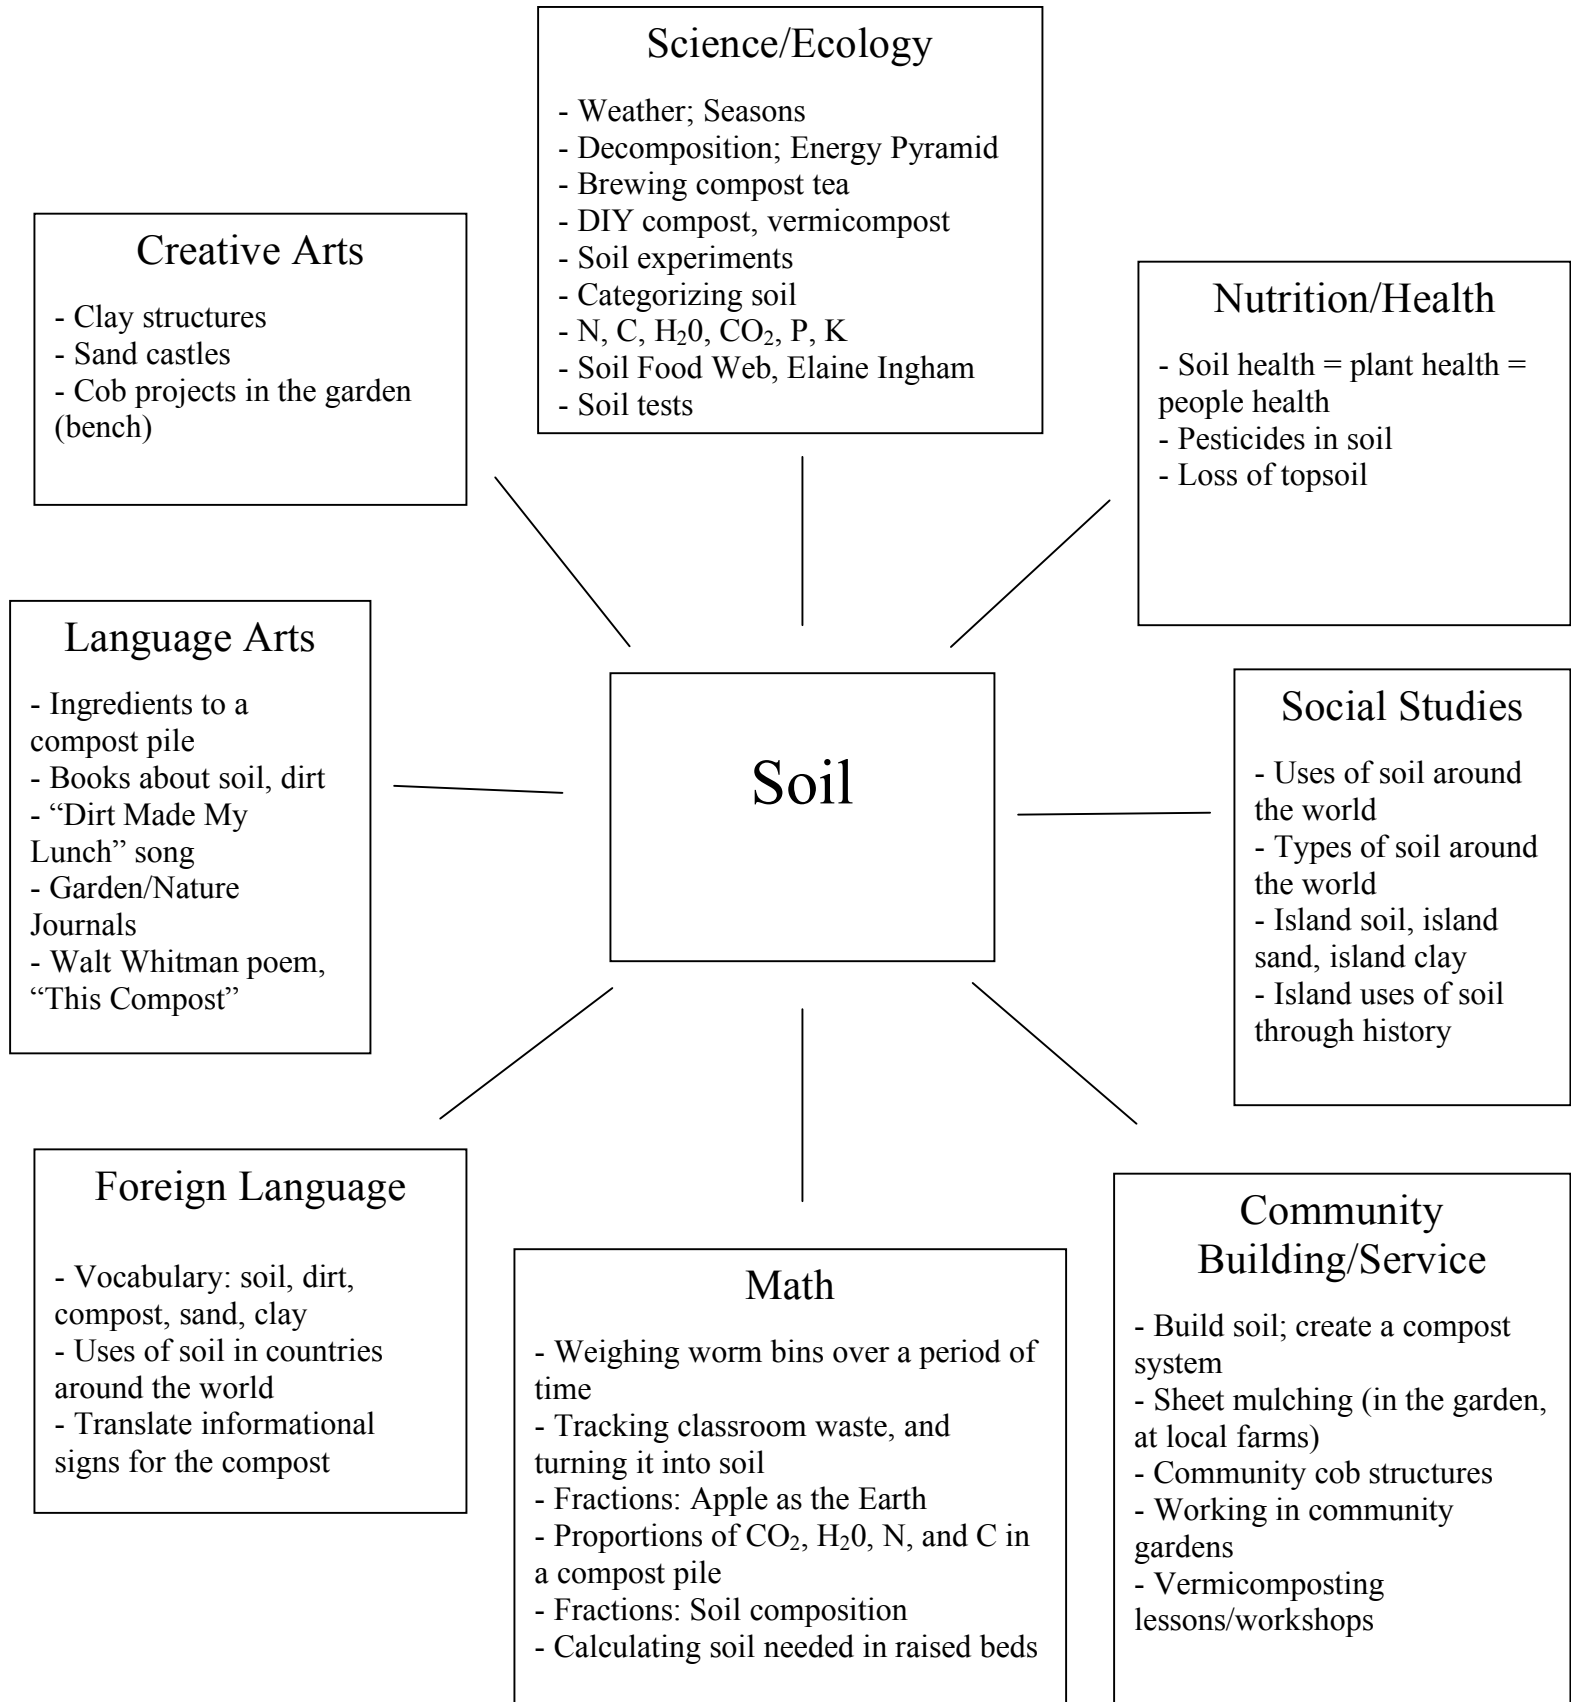 Science/Ecology
- Weather; Seasons
- Decomposition; Energy Pyramid
- Brewing compost tea
- DIY compost, vermicompost
- Soil experiments
- Categorizing soil
- N, C, H₂0, CO₂, P, K
- Soil Food Web, Elaine Ingham
- Soil tests
Creative Arts
- Clay structures
- Sand castles
- Cob projects in the garden
(bench)
Nutrition/Health
- Soil health = plant health =
people health
- Pesticides in soil
- Loss of topsoil
Language Arts
- Ingredients to a
compost pile
- Books about soil, dirt
- “Dirt Made My
Lunch” song
- Garden/Nature
Journals
- Walt Whitman poem,
“This Compost”
Soil
Social Studies
- Uses of soil around
the world
- Types of soil around
the world
- Island soil, island
sand, island clay
- Island uses of soil
through history
Foreign Language
- Vocabulary: soil, dirt,
compost, sand, clay
- Uses of soil in countries
around the world
- Translate informational
signs for the compost
Math
- Weighing worm bins over a period of
time
- Tracking classroom waste, and
turning it into soil
- Fractions: Apple as the Earth
- Proportions of CO₂, H₂0, N, and C in
a compost pile
- Fractions: Soil composition
- Calculating soil needed in raised beds
Community
Building/Service
- Build soil; create a compost
system
- Sheet mulching (in the garden,
at local farms)
- Community cob structures
- Working in community
gardens
- Vermicomposting
lessons/workshops